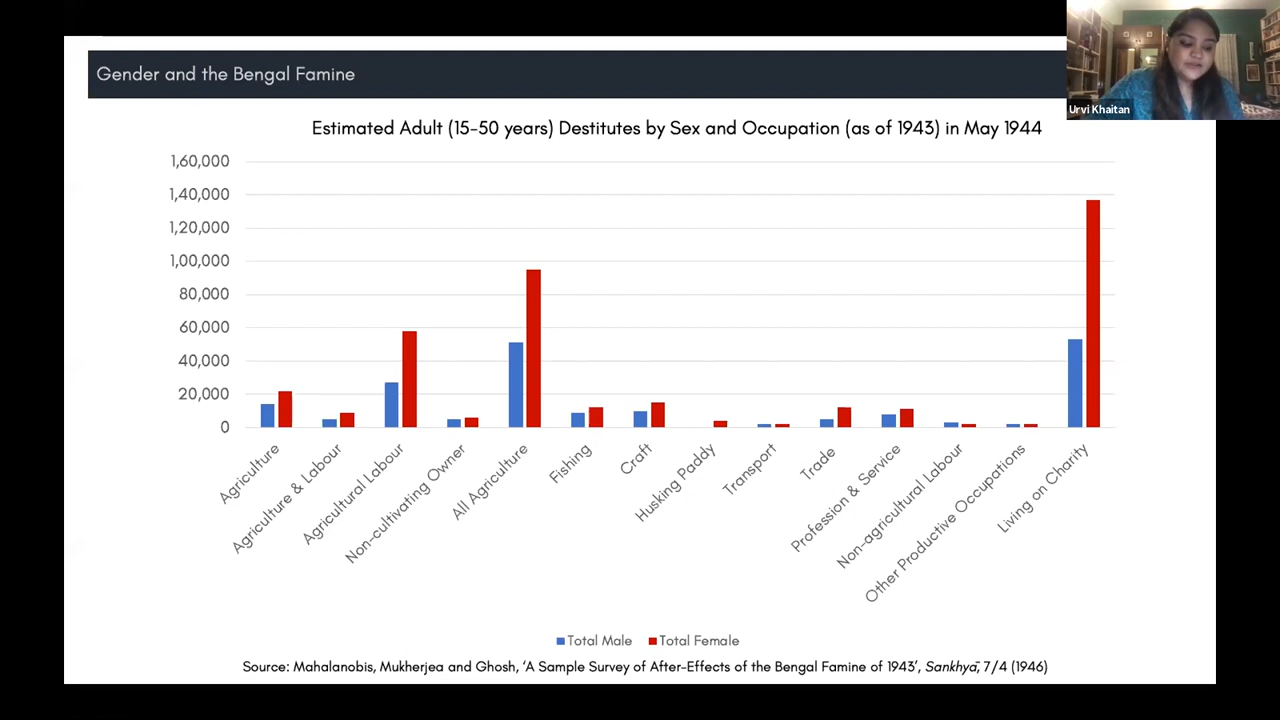 Gender and the Bengal Famine
Urvi Khaitan
Estimated Adult (15-50 years) Destitutes by Sex and Occupation (as of 1943) in May 1944
1,60,000
1,40,000
1,20,000
1,00,000
80,000
60,000
40,000
20,000
0
Agriculture
Agriculture & Labour
Agricultural Labour
Non-cultivating Owner
All Agriculture
Fishing
Craft
Husking Paddy
Transport
Trade
Profession & Service
Non-agricultural Labour
Other Productive Occupations
Living on Charity
Total Male
Total Female
Source: Mahalanobis, Mukherjea and Ghosh, ‘A Sample Survey of After-Effects of the Bengal Famine of 1943’, Sankhyā, 7/4 (1946)